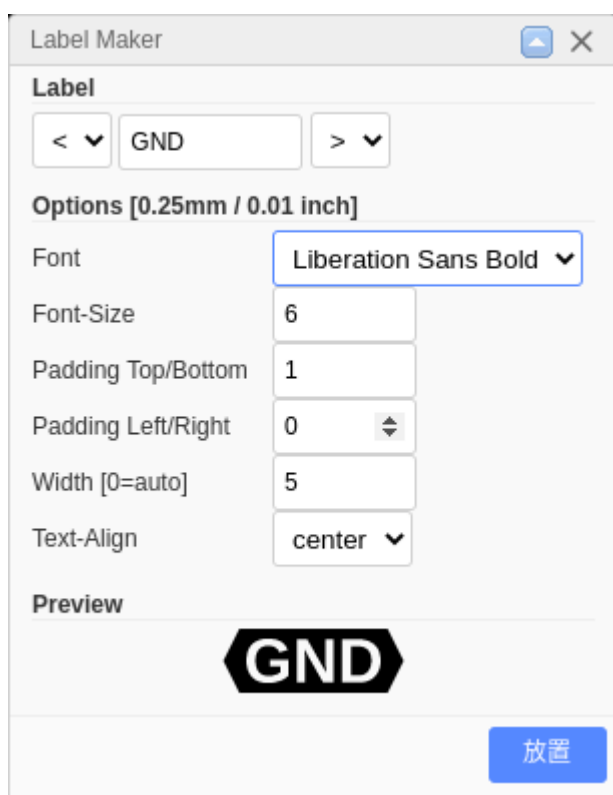 Label Maker
Label
< GND >
Options [0.25mm / 0.01 inch]
Font Liberation Sans Bold
Font-Size 6
Padding Top/Bottom 1
Padding Left/Right 0
Width [0=auto] 5
Text-Align center
Preview
GND
放置